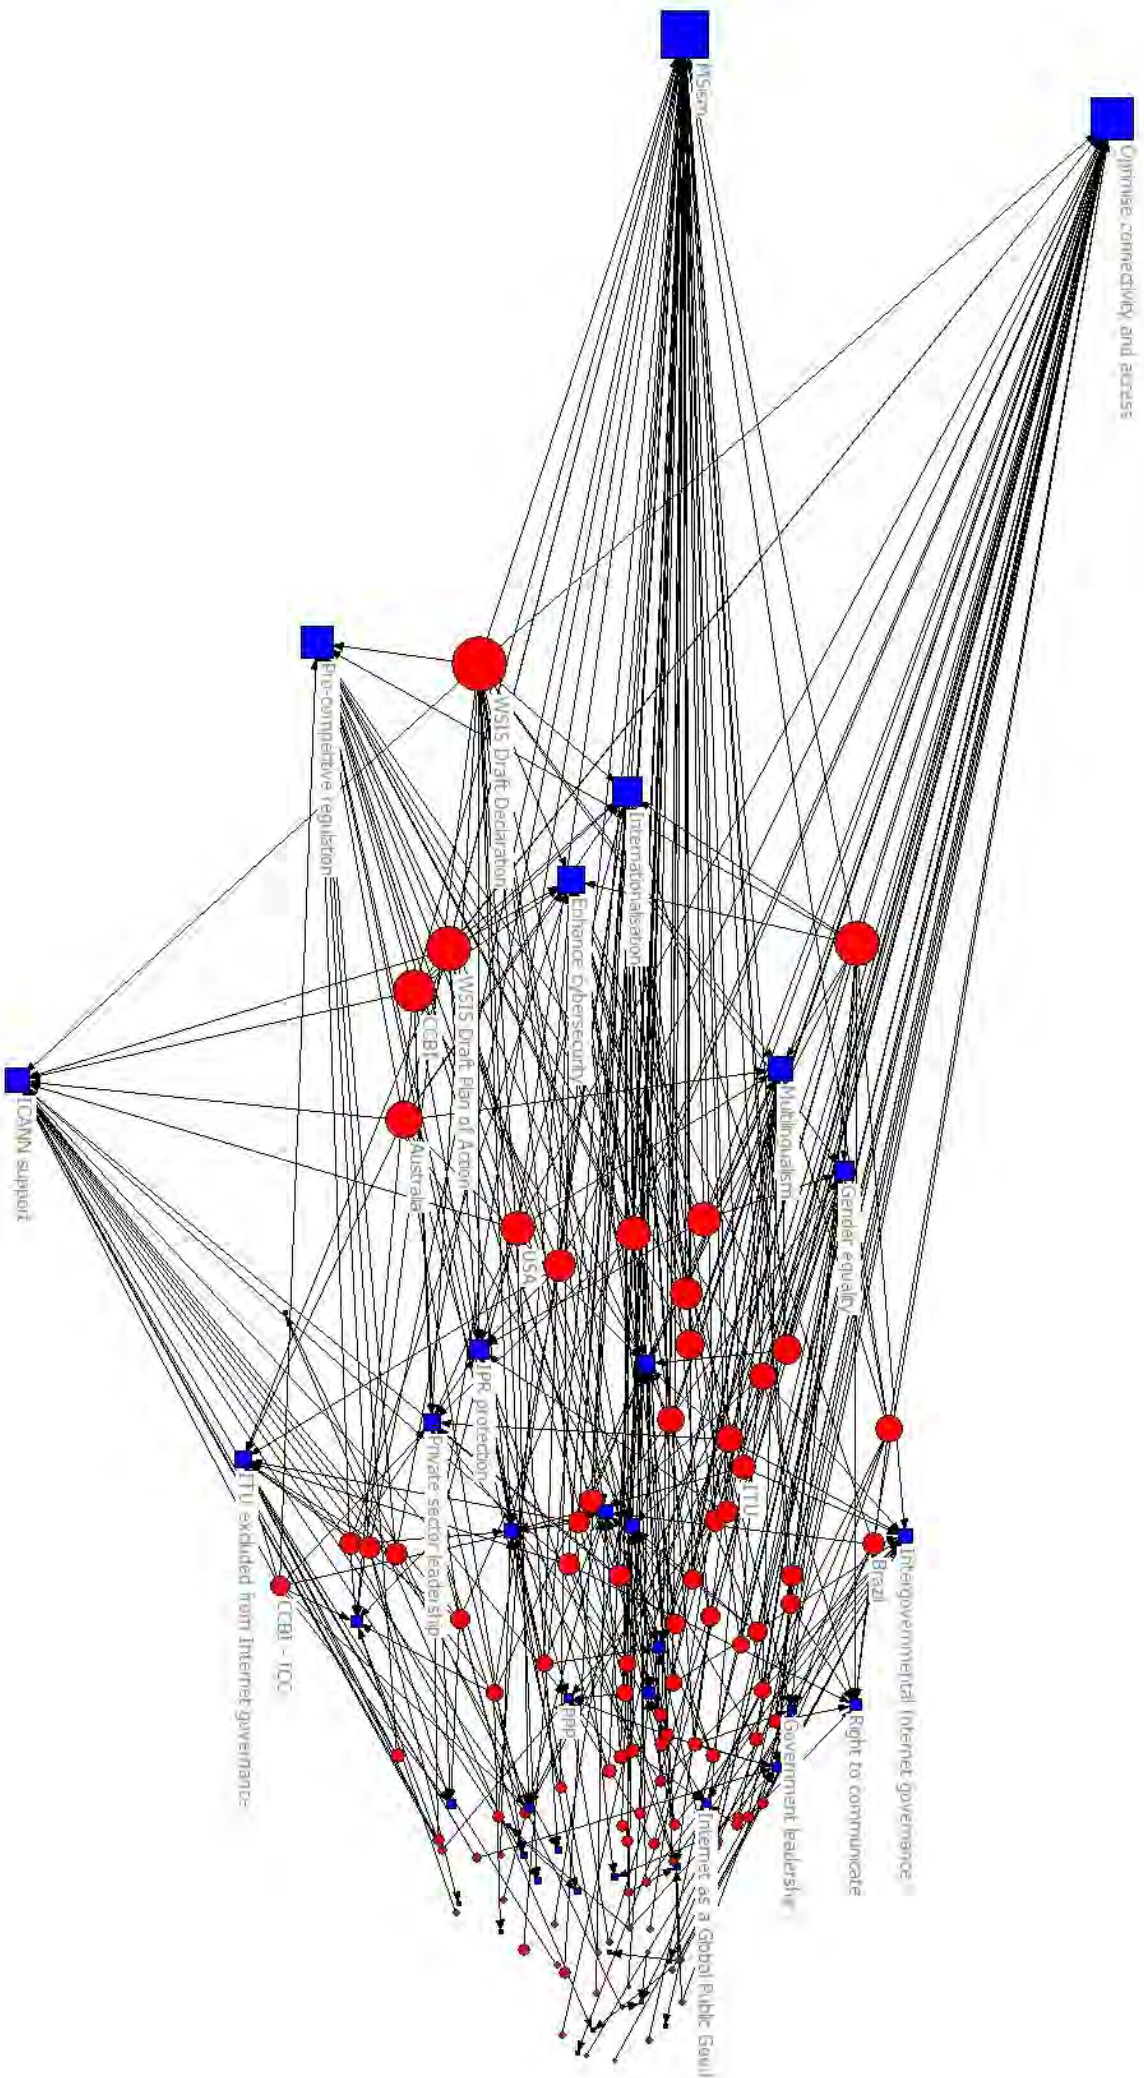 MSism
Optimise connectivity and access
Pro-competitive regulation
WSIS Draft Declaration
Internationalisation
Enhance cybersecurity
WSIS Draft Plan of Action
CCBI
Multilingualism
ICANN support
Australia
Gender equality
USA
IPR protection
Private sector leadership
ITU excluded from Internet governance
ITU
Intergovernmental Internet governance
Brazil
CCBI - ICC
PPP
Right to communicate
Government leadership
Internet as a Global Public Good